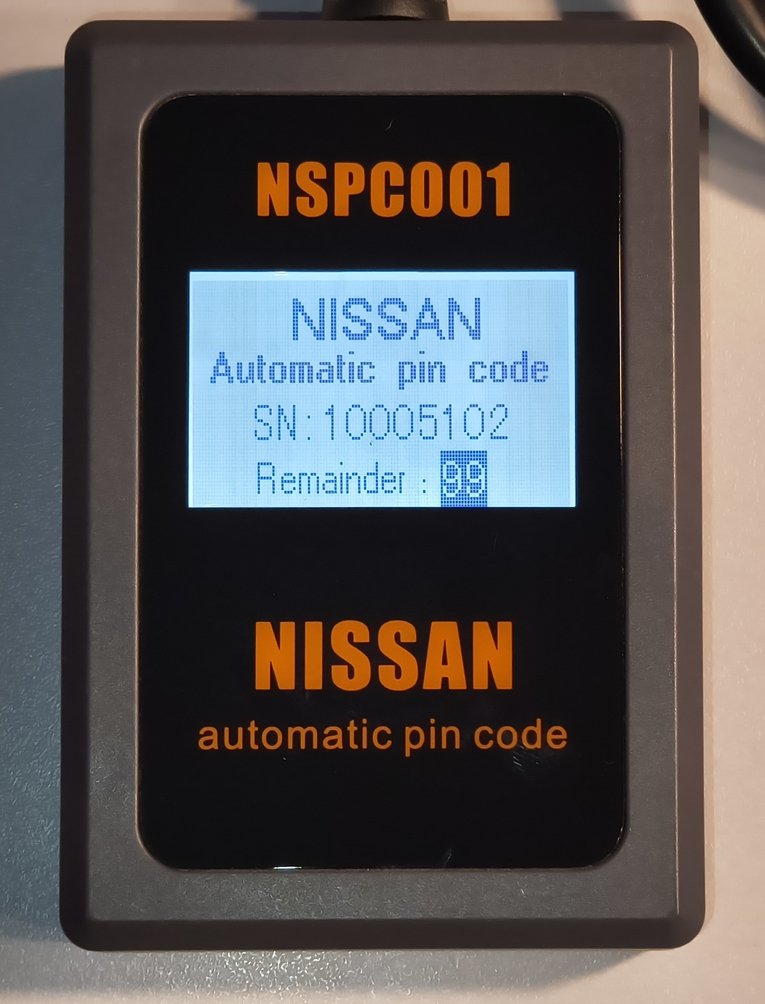 NSPC001
NISSAN
Automatic pin code
SN:10005102
Remainder : 99
NISSAN
automatic pin code